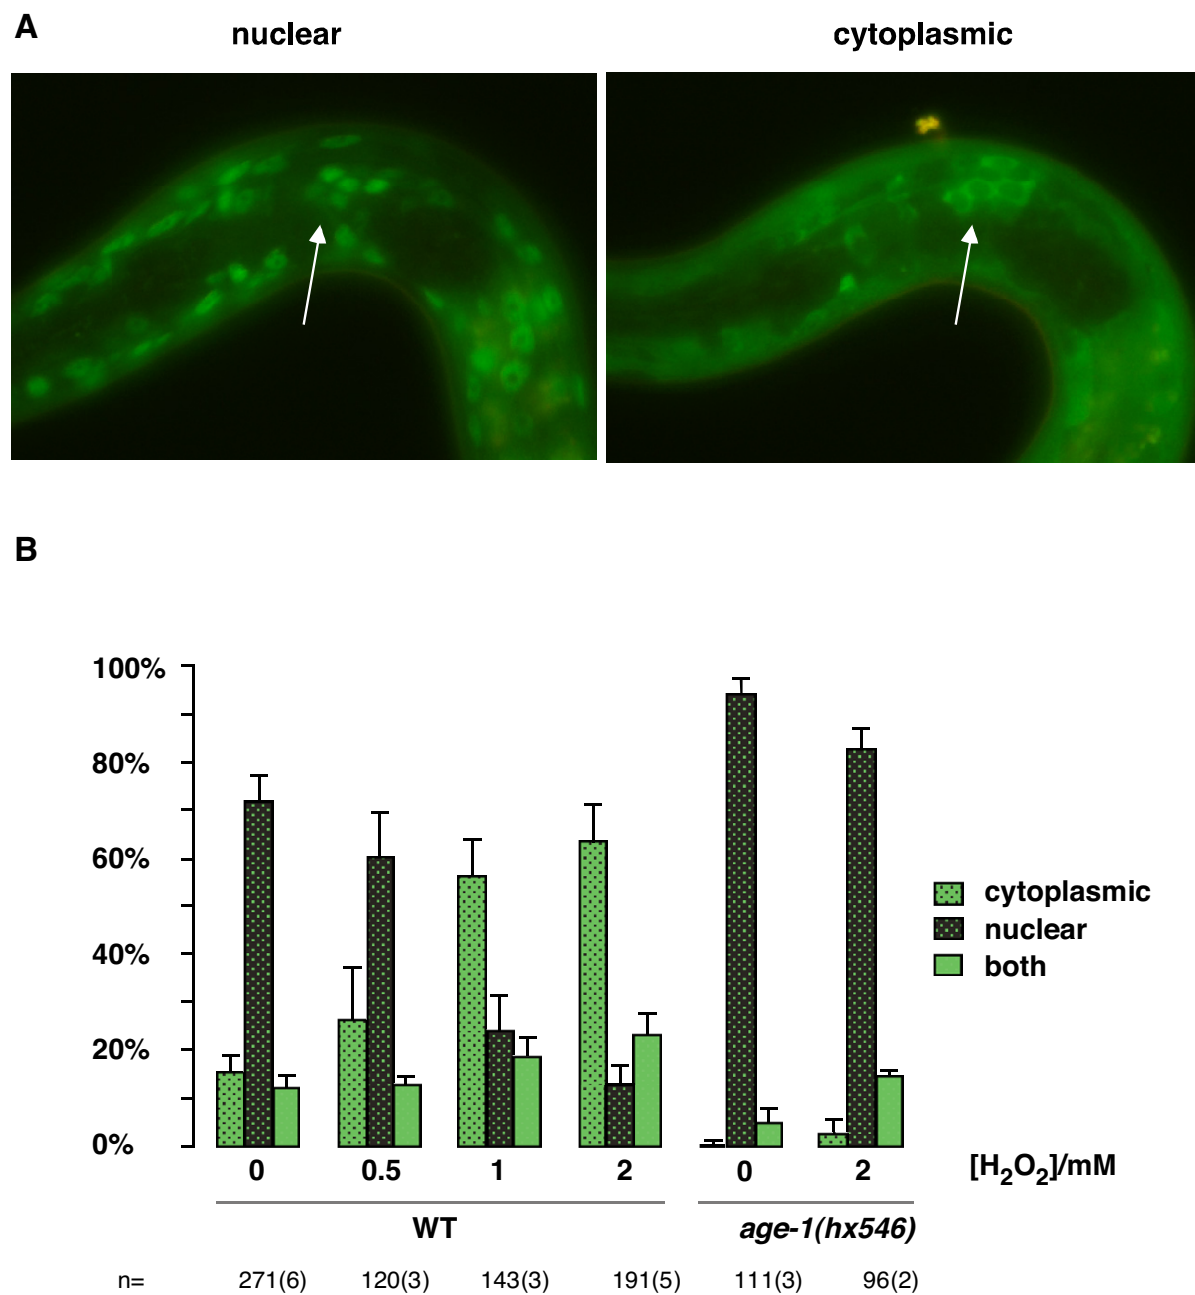 A
nuclear cytoplasmic
B
100%
80%
60%
40%
20%
0%
cytoplasmic
nuclear
both
0 0.5 1 2 0 2 [H₂O₂]/mM
WT age-1(hx546)
n= 271(6) 120(3) 143(3) 191(5) 111(3) 96(2)